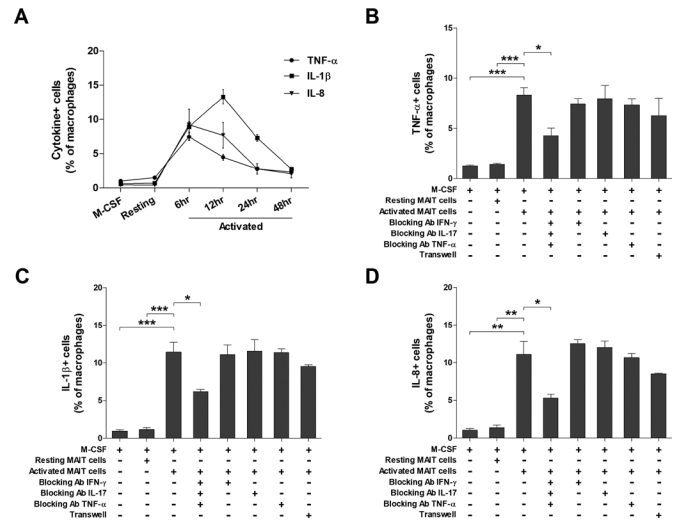 A
Cytokine+ cells
(% of macrophages)
20
15
10
5
0
TNF-α
IL-1β
IL-8
M-CSF
Resting
6hr
12hr
24hr
48hr
Activated
B
TNF-α+ cells
(% of macrophages)
15
10
5
0
***
***
*
M-CSF + + + + + + + +
Resting MAIT cells - + - - - - - -
Activated MAIT cells - - + + + + + +
Blocking Ab IFN-γ - - - + + - - -
Blocking Ab IL-17 - - - + - + - -
Blocking Ab TNF-α - - - + - - + -
Transwell - - - - - - - +
C
IL-1β+ cells
(% of macrophages)
20
15
10
5
0
***
***
*
M-CSF + + + + + + + +
Resting MAIT cells - + - - - - - -
Activated MAIT cells - - + + + + + +
Blocking Ab IFN-γ - - - + + - - -
Blocking Ab IL-17 - - - + - + - -
Blocking Ab TNF-α - - - + - - + -
Transwell - - - - - - - +
D
IL-8+ cells
(% of macrophages)
20
15
10
5
0
**
**
*
M-CSF + + + + + + + +
Resting MAIT cells - + - - - - - -
Activated MAIT cells - - + + + + + +
Blocking Ab IFN-γ - - - + + - - -
Blocking Ab IL-17 - - - + - + - -
Blocking Ab TNF-α - - - + - - + -
Transwell - - - - - - - +